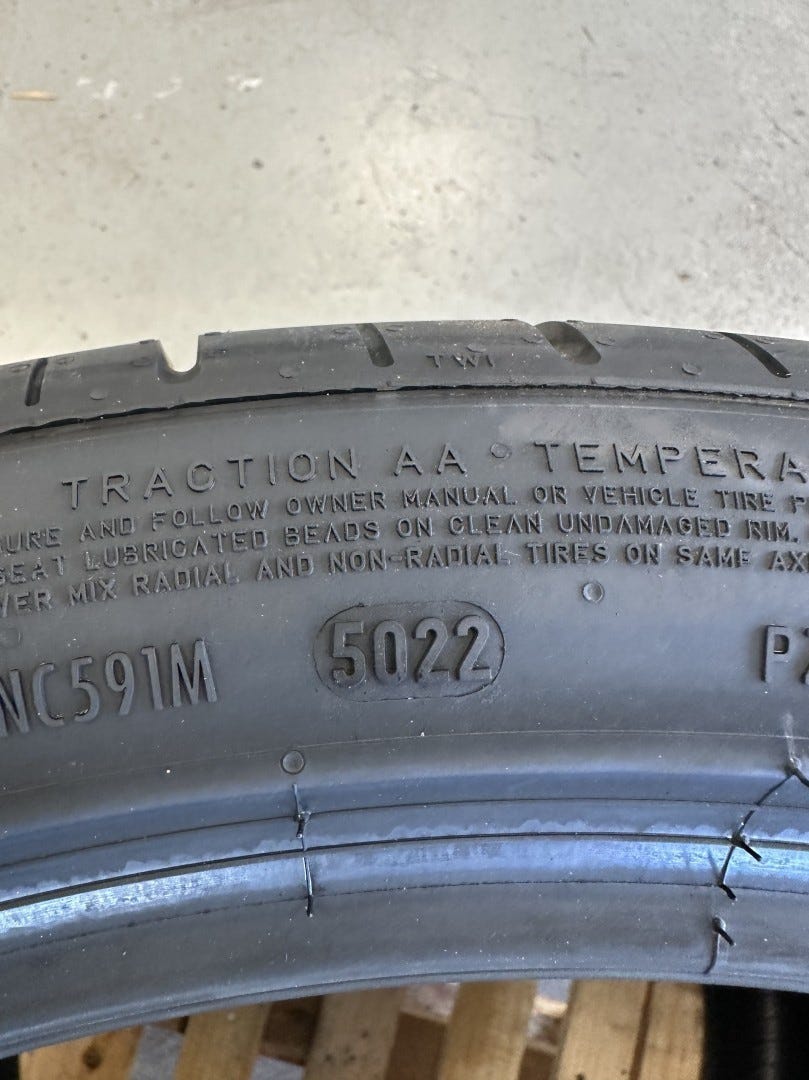 TWI
TRACTION AA TEMPERA
URE AND FOLLOW OWNER MANUAL OR VEHICLE TIRE
SEAT LUBRICATED BEADS ON CLEAN UNDAMAGED RIM.
VER MIX RADIAL AND NON-RADIAL TIRES ON SAME AX
NC591M 5022 PZ